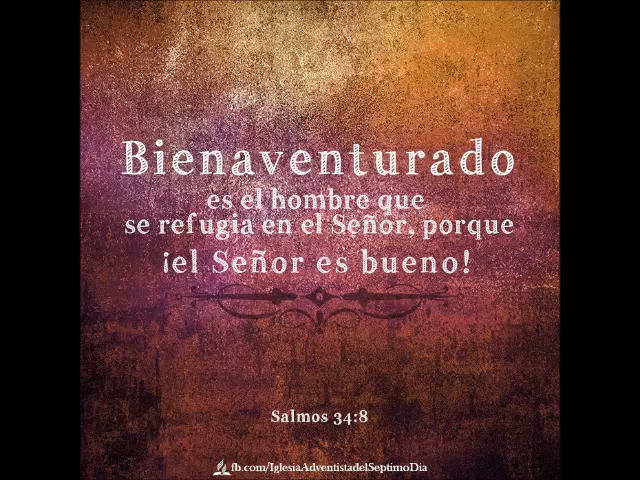 Bienaventurado
es el hombre que
se refugia en el Señor, porque
¡el Señor es bueno!
Salmos 34:8
fb.com/IglesiaAdventistadelSeptimoDia